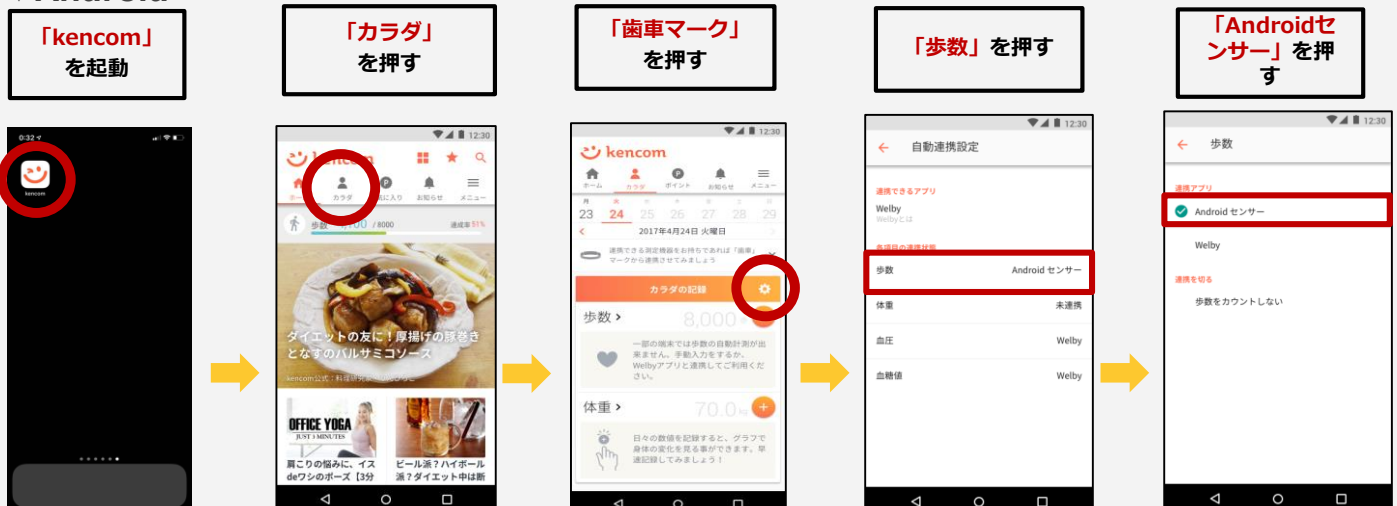 「kencom」
を起動
「カラダ」
を押す
「歯車マーク」
を押す
「歩数」を押す
「Androidセ
ンサー」を押
す
0:32
kencom
12:30
kencom
カラダ
お知らせ
メニュー
歩数
/8000
達成率 51%
ダイエットの友に！厚揚げの豚巻き
となすのバルサミコソース
OFFICE YOGA
JUST 3 MINUTES
肩こりの悩みに、イス
deワシのポーズ【3分
ビール派？ハイボール
派？ダイエット中は断
12:30
kencom
ホーム
カラダ
ポイント
お知らせ
メニュー
月
火
23 24 25 26 27 28 29
2017年4月24日 火曜日
連携できる測定機器をお持ちであれば「歯車」
マークから連携させてみましょう
カラダの記録
歩数
8,000
一部の端末では歩数の自動計測が出
来ません。手動入力をするか、
Welbyアプリと連携してご利用くだ
さい。
体重
70.0 kg
日々の数値を記録すると、グラフで
身体の変化を見る事ができます。早
速記録してみましょう！
12:30
自動連携設定
連携できるアプリ
Welby
Welbyとは
各項目の連携状態
歩数 Android センサー
体重 未連携
血圧 Welby
血糖値 Welby
12:30
歩数
連携アプリ
Android センサー
Welby
連携を切る
歩数をカウントしない